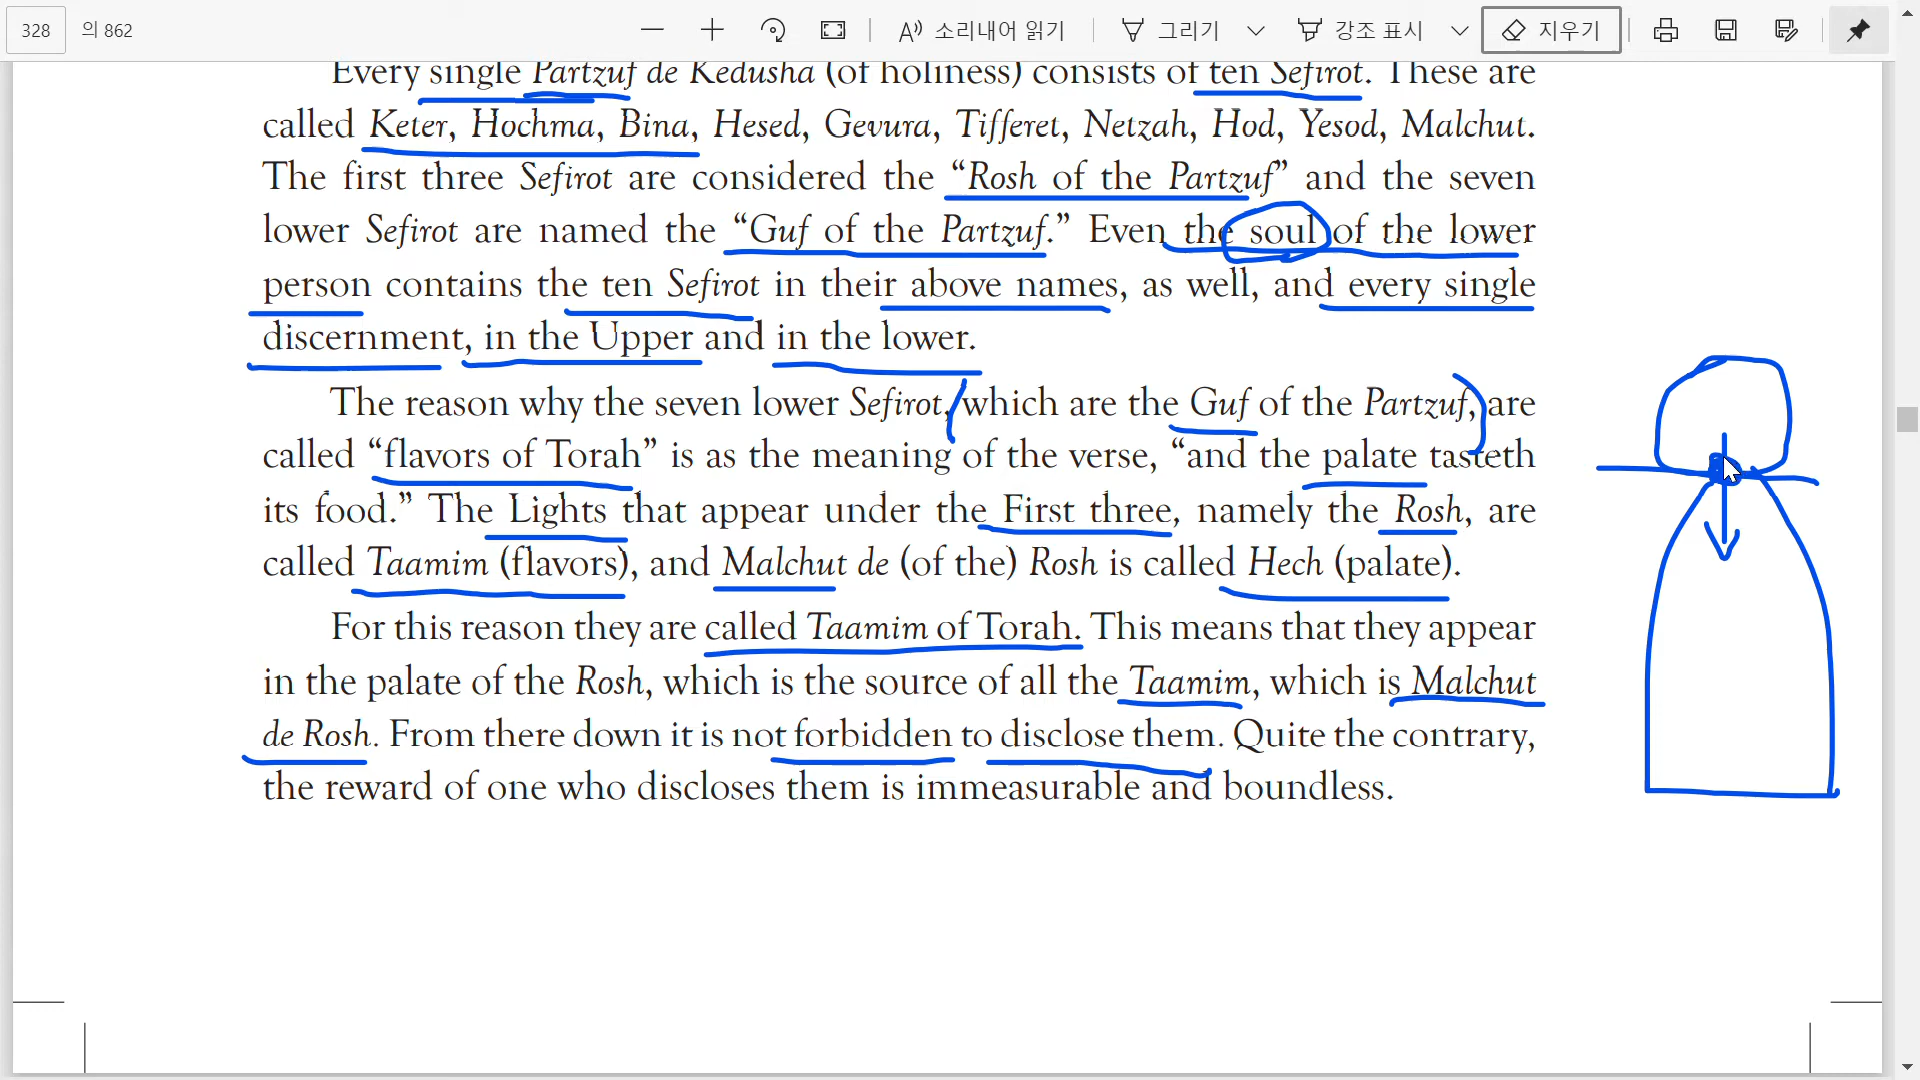 328 의 862 소리내어 읽기 그리기 강조 표시 지우기
Every single Partzuf de Kedusha (of holiness) consists of ten Sefirot. These are
called Keter, Hochma, Bina, Hesed, Gevura, Tifferet, Netzah, Hod, Yesod, Malchut.
The first three Sefirot are considered the “Rosh of the Partzuf” and the seven
lower Sefirot are named the “Guf of the Partzuf.” Even the soul of the lower
person contains the ten Sefirot in their above names, as well, and every single
discernment, in the Upper and in the lower.
The reason why the seven lower Sefirot, which are the Guf of the Partzuf, are
called “flavors of Torah” is as the meaning of the verse, “and the palate tasteth
its food.” The Lights that appear under the First three, namely the Rosh, are
called Taamim (flavors), and Malchut de (of the) Rosh is called Hech (palate).
For this reason they are called Taamim of Torah. This means that they appear
in the palate of the Rosh, which is the source of all the Taamim, which is Malchut
de Rosh. From there down it is not forbidden to disclose them. Quite the contrary,
the reward of one who discloses them is immeasurable and boundless.